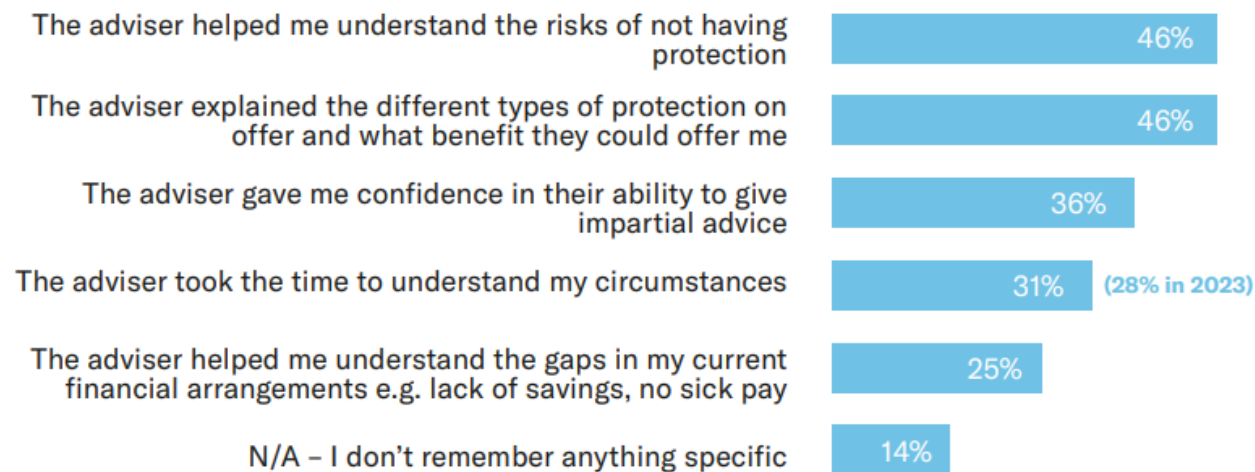 The adviser helped me understand the risks of not having
protection
46%
The adviser explained the different types of protection on
offer and what benefit they could offer me
46%
The adviser gave me confidence in their ability to give
impartial advice
36%
The adviser took the time to understand my circumstances
31% (28% in 2023)
The adviser helped me understand the gaps in my current
financial arrangements e.g. lack of savings, no sick pay
25%
N/A – I don’t remember anything specific
14%